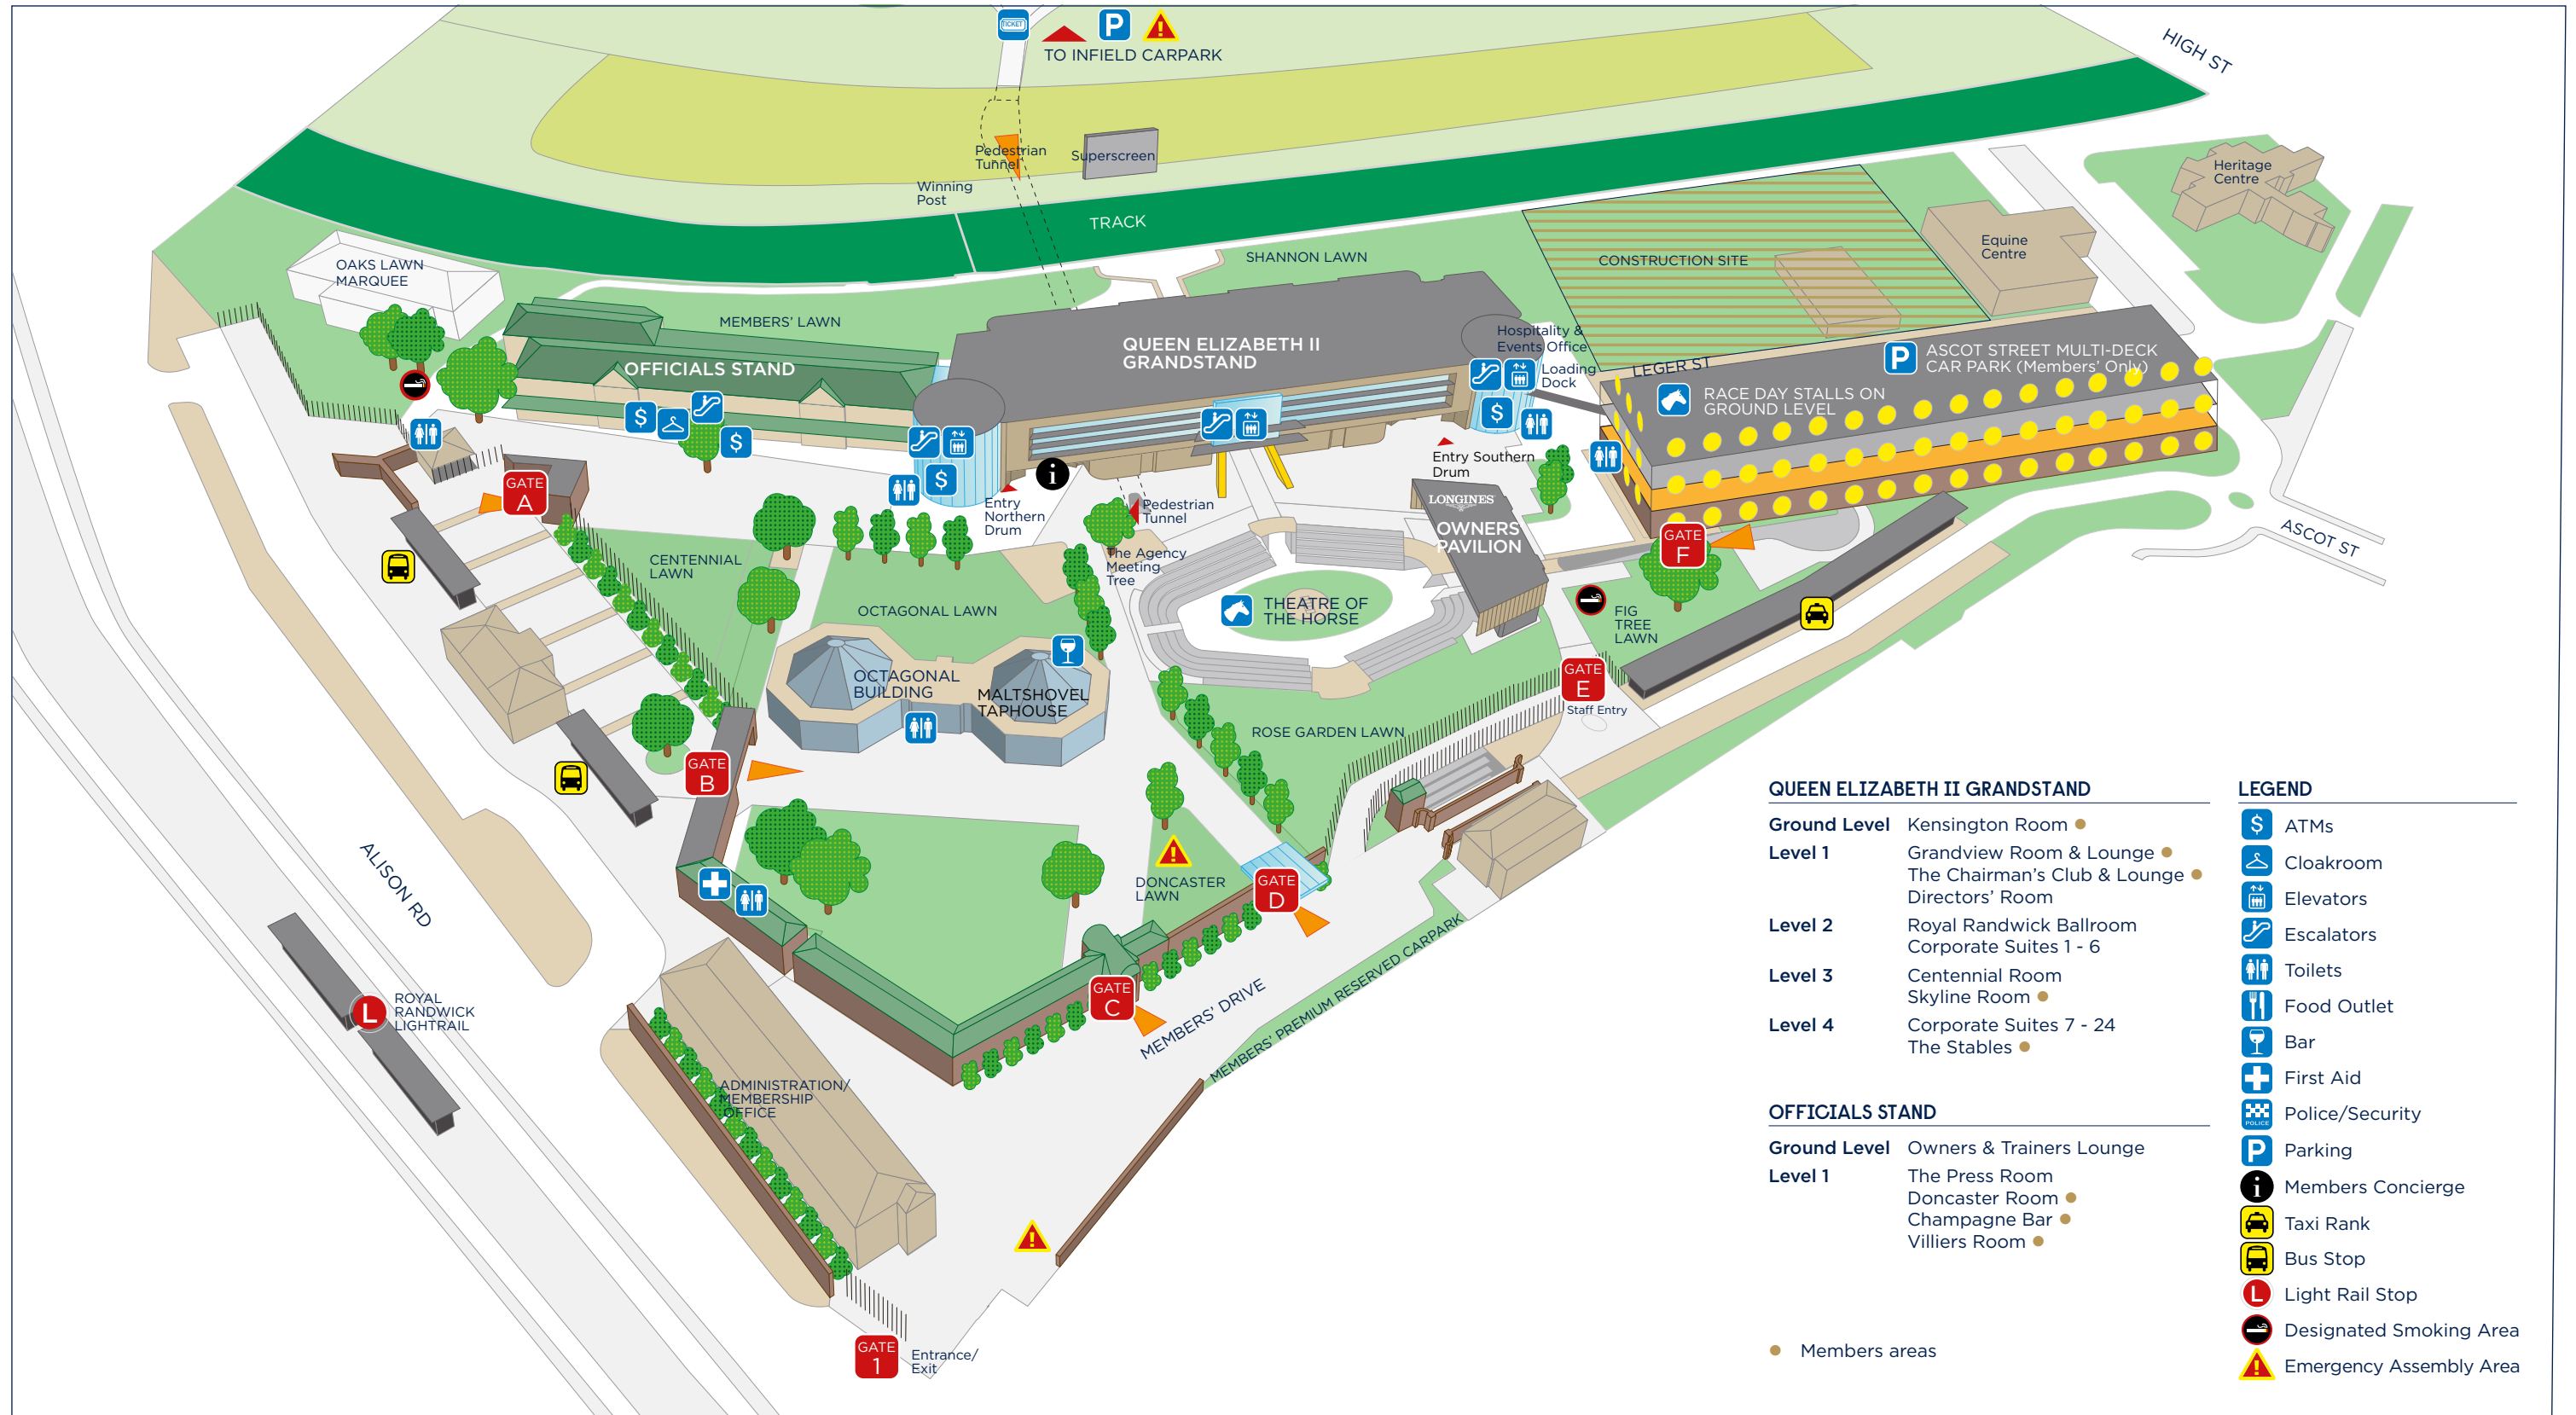 TICKET
P
TO INFIELD CARPARK
HIGH ST
Pedestrian
Tunnel
Superscreen
Winning
Post
TRACK
Heritage
Centre
Equine
Centre
SHANNON LAWN
CONSTRUCTION SITE
OAKS LAWN
MARQUEE
MEMBERS' LAWN
OFFICIALS STAND
QUEEN ELIZABETH II
GRANDSTAND
Hospitality &
Events Office
Loading
Dock
LEGER ST
P
ASCOT STREET MULTI-DECK
CAR PARK (Members' Only)
RACE DAY STALLS ON
GROUND LEVEL
$
$
$
$
i
Entry Southern
Drum
Entry
Northern
Drum
Pedestrian
Tunnel
LONGINES
OWNERS
PAVILION
GATE
A
GATE
F
ASCOT ST
CENTENNIAL
LAWN
The Agency
Meeting
Tree
OCTAGONAL LAWN
THEATRE OF
THE HORSE
FIG
TREE
LAWN
OCTAGONAL
BUILDING
MALTSHOVEL
TAPHOUSE
GATE
E
Staff Entry
ROSE GARDEN LAWN
GATE
B
ALISON RD
DONCASTER
LAWN
GATE
D
GATE
C
MEMBERS' DRIVE
MEMBERS' PREMIUM RESERVED CARPARK
L
ROYAL
RANDWICK
LIGHTRAIL
ADMINISTRATION/
MEMBERSHIP
OFFICE
GATE
1
Entrance/
Exit
QUEEN ELIZABETH II GRANDSTAND
Ground Level Kensington Room
Level 1 Grandview Room & Lounge
The Chairman's Club & Lounge
Directors' Room
Level 2 Royal Randwick Ballroom
Corporate Suites 1 - 6
Level 3 Centennial Room
Skyline Room
Level 4 Corporate Suites 7 - 24
The Stables
OFFICIALS STAND
Ground Level Owners & Trainers Lounge
Level 1 The Press Room
Doncaster Room
Champagne Bar
Villiers Room
Members areas
LEGEND
$ ATMs
Cloakroom
Elevators
Escalators
Toilets
Food Outlet
Bar
First Aid
POLICE Police/Security
P Parking
i Members Concierge
Taxi Rank
Bus Stop
L Light Rail Stop
Designated Smoking Area
! Emergency Assembly Area